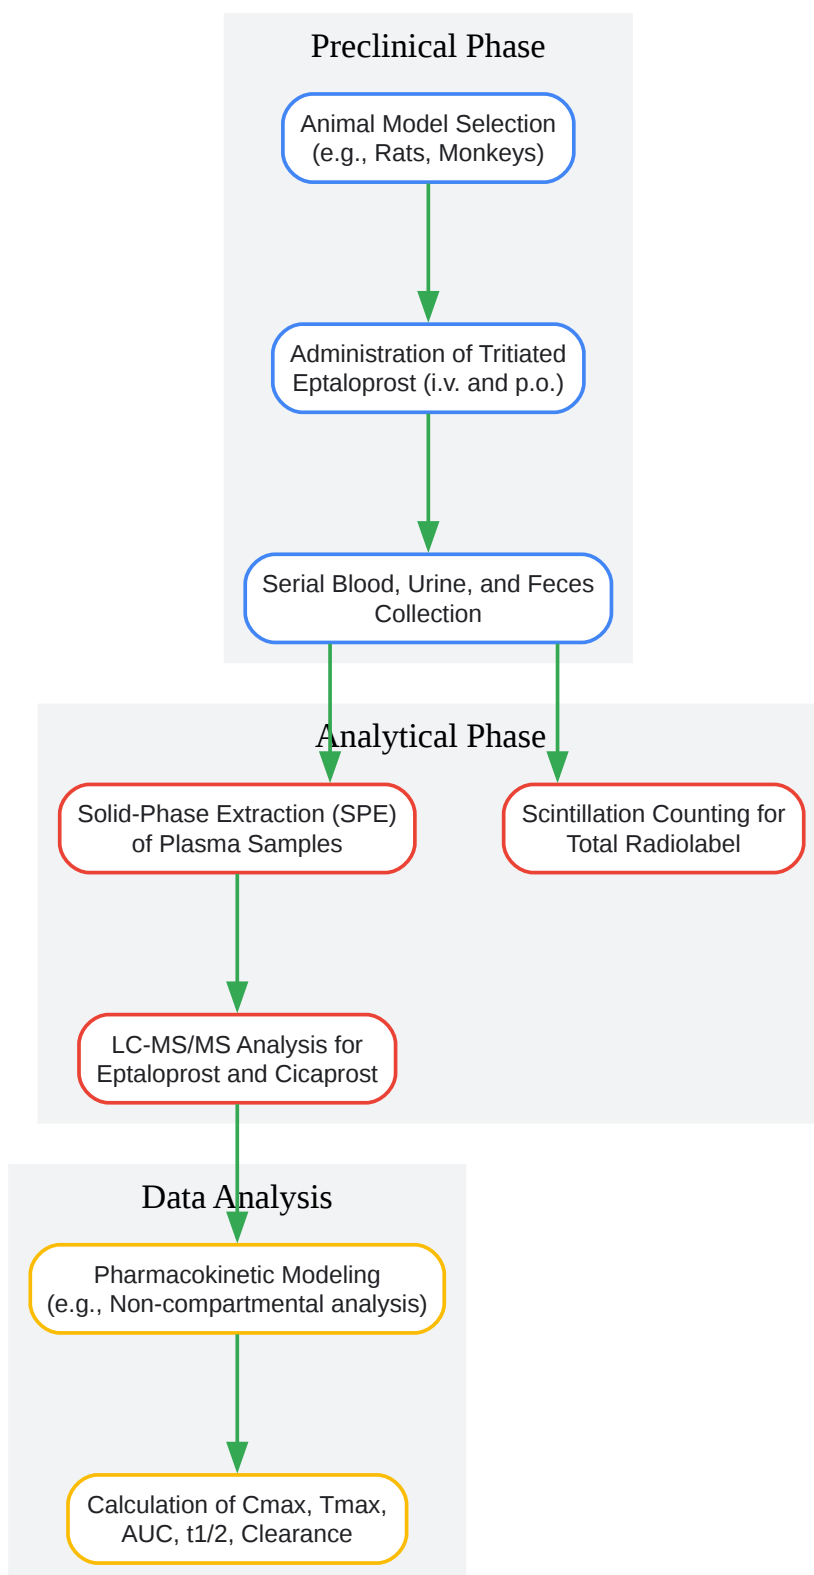 Preclinical Phase
Animal Model Selection
(e.g., Rats, Monkeys)
Administration of Tritiated
Eptaloprost (i.v. and p.o.)
Serial Blood, Urine, and Feces
Collection
Analytical Phase
Solid-Phase Extraction (SPE)
of Plasma Samples
Scintillation Counting for
Total Radiolabel
LC-MS/MS Analysis for
Eptaloprost and Cicaprost
Data Analysis
Pharmacokinetic Modeling
(e.g., Non-compartmental analysis)
Calculation of Cmax, Tmax,
AUC, t1/2, Clearance